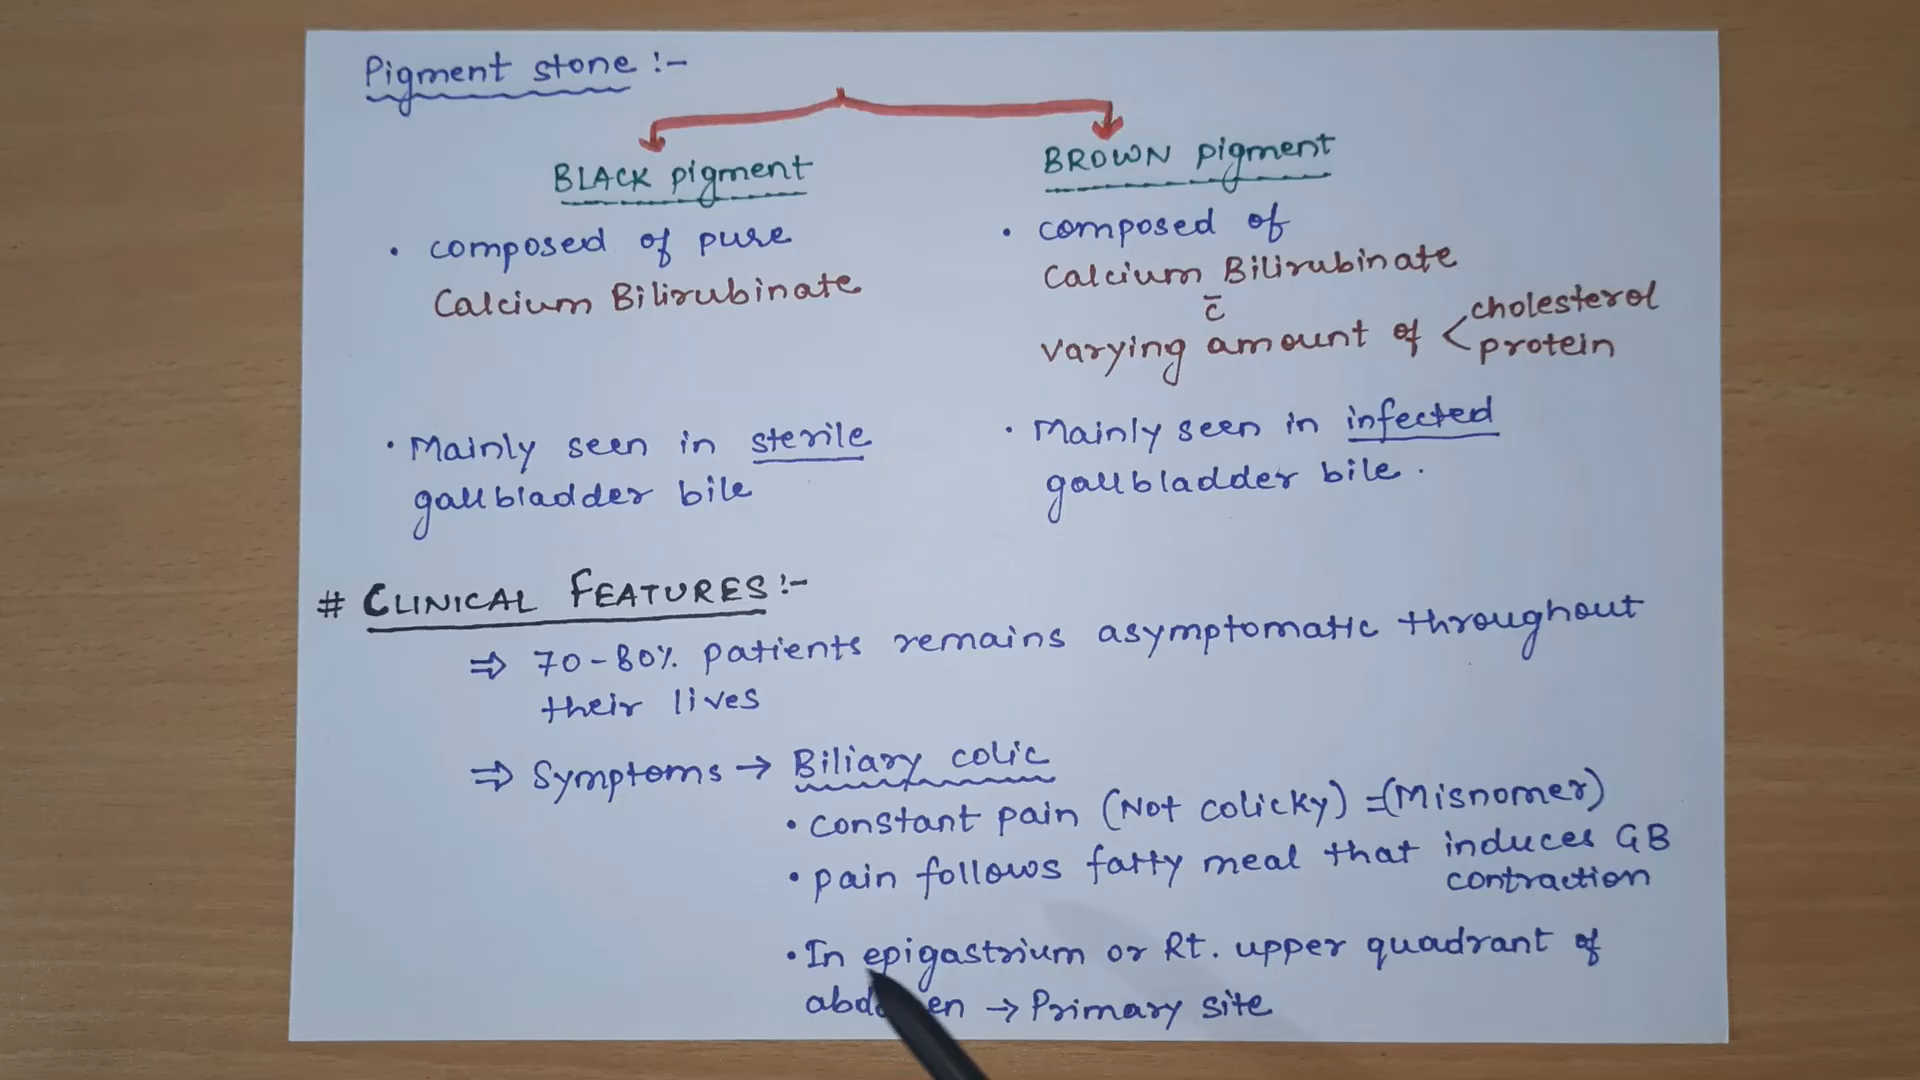 Pigment stone :-
BLACK pigment
• composed of pure
Calcium Bilirubinate
• Mainly seen in sterile
gallbladder bile
BROWN pigment
• composed of
Calcium Bilirubinate
c̄
varying amount of < cholesterol
protein
• Mainly seen in infected
gallbladder bile.
# CLINICAL FEATURES :-
⇒ 70-80% patients remains asymptomatic throughout
their lives
⇒ Symptoms → Biliary colic
• constant pain (Not colicky) =(Misnomer)
• pain follows fatty meal that induces GB
contraction
• In epigastrium or Rt. upper quadrant of
→ Primary site